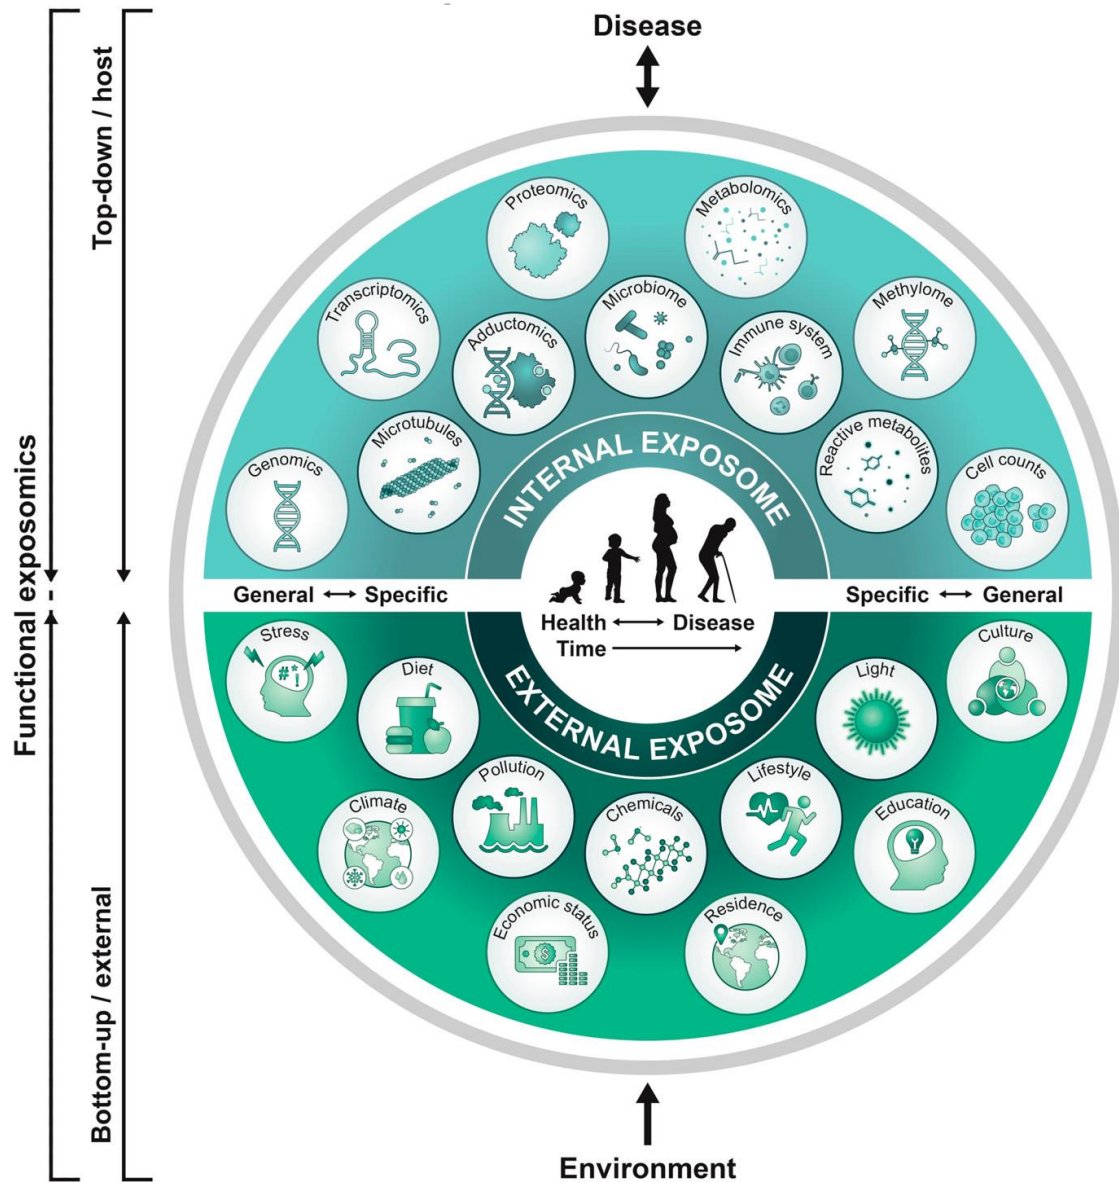 Disease
Functional exposomics
Top-down / host
Bottom-up / external
Proteomics
Metabolomics
Transcriptomics
Adductomics
Microbiome
Immune system
Methylome
Genomics
Microtubules
Reactive metabolites
Cell counts
INTERNAL EXPOSOME
General
Specific
Specific
General
Health
Disease
Time
EXTERNAL EXPOSOME
Stress
#*!
Diet
Light
Culture
Climate
Pollution
Chemicals
Lifestyle
Education
Economic status
$
Residence
Environment